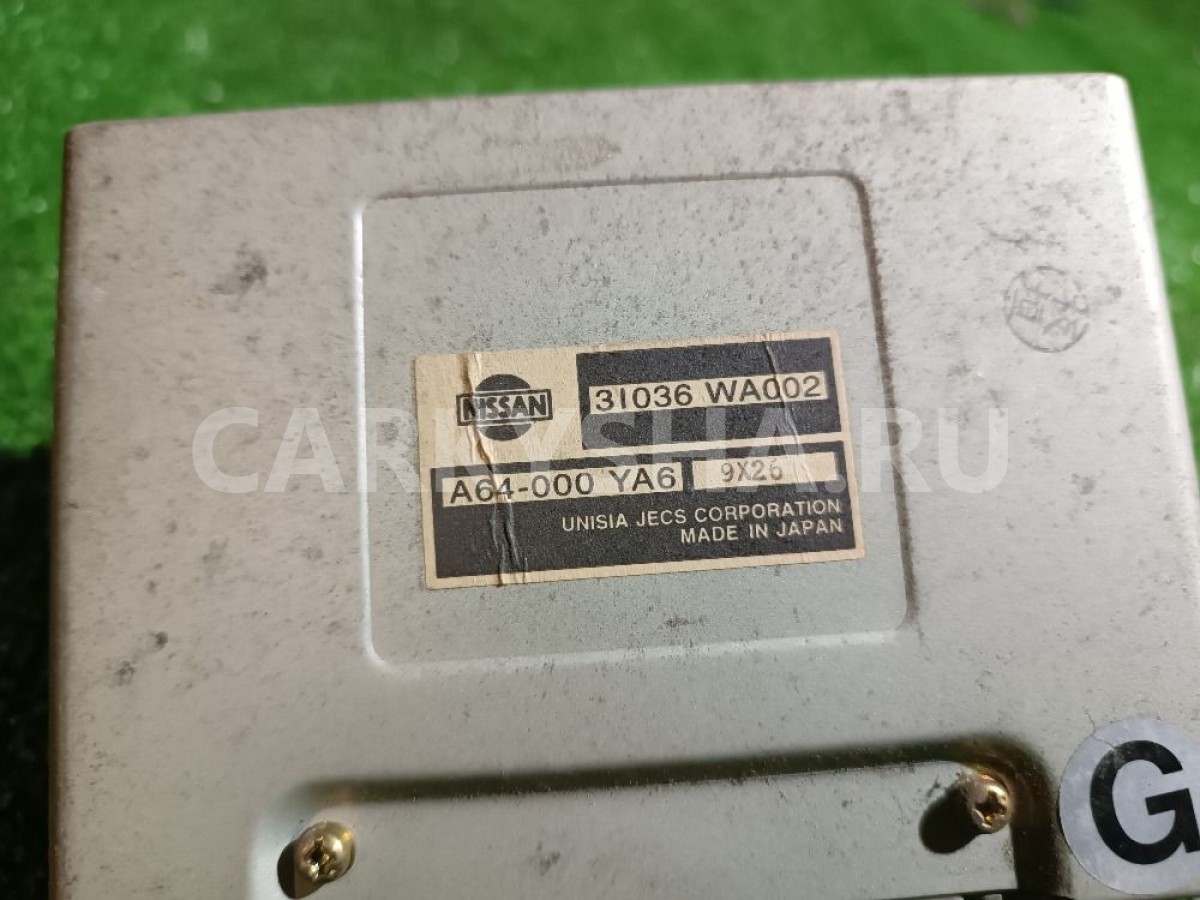 NISSAN
31036 WA002
A64-000 YA6
9X26
UNISIA JECS CORPORATION
MADE IN JAPAN
CARKYSHA.RU
G